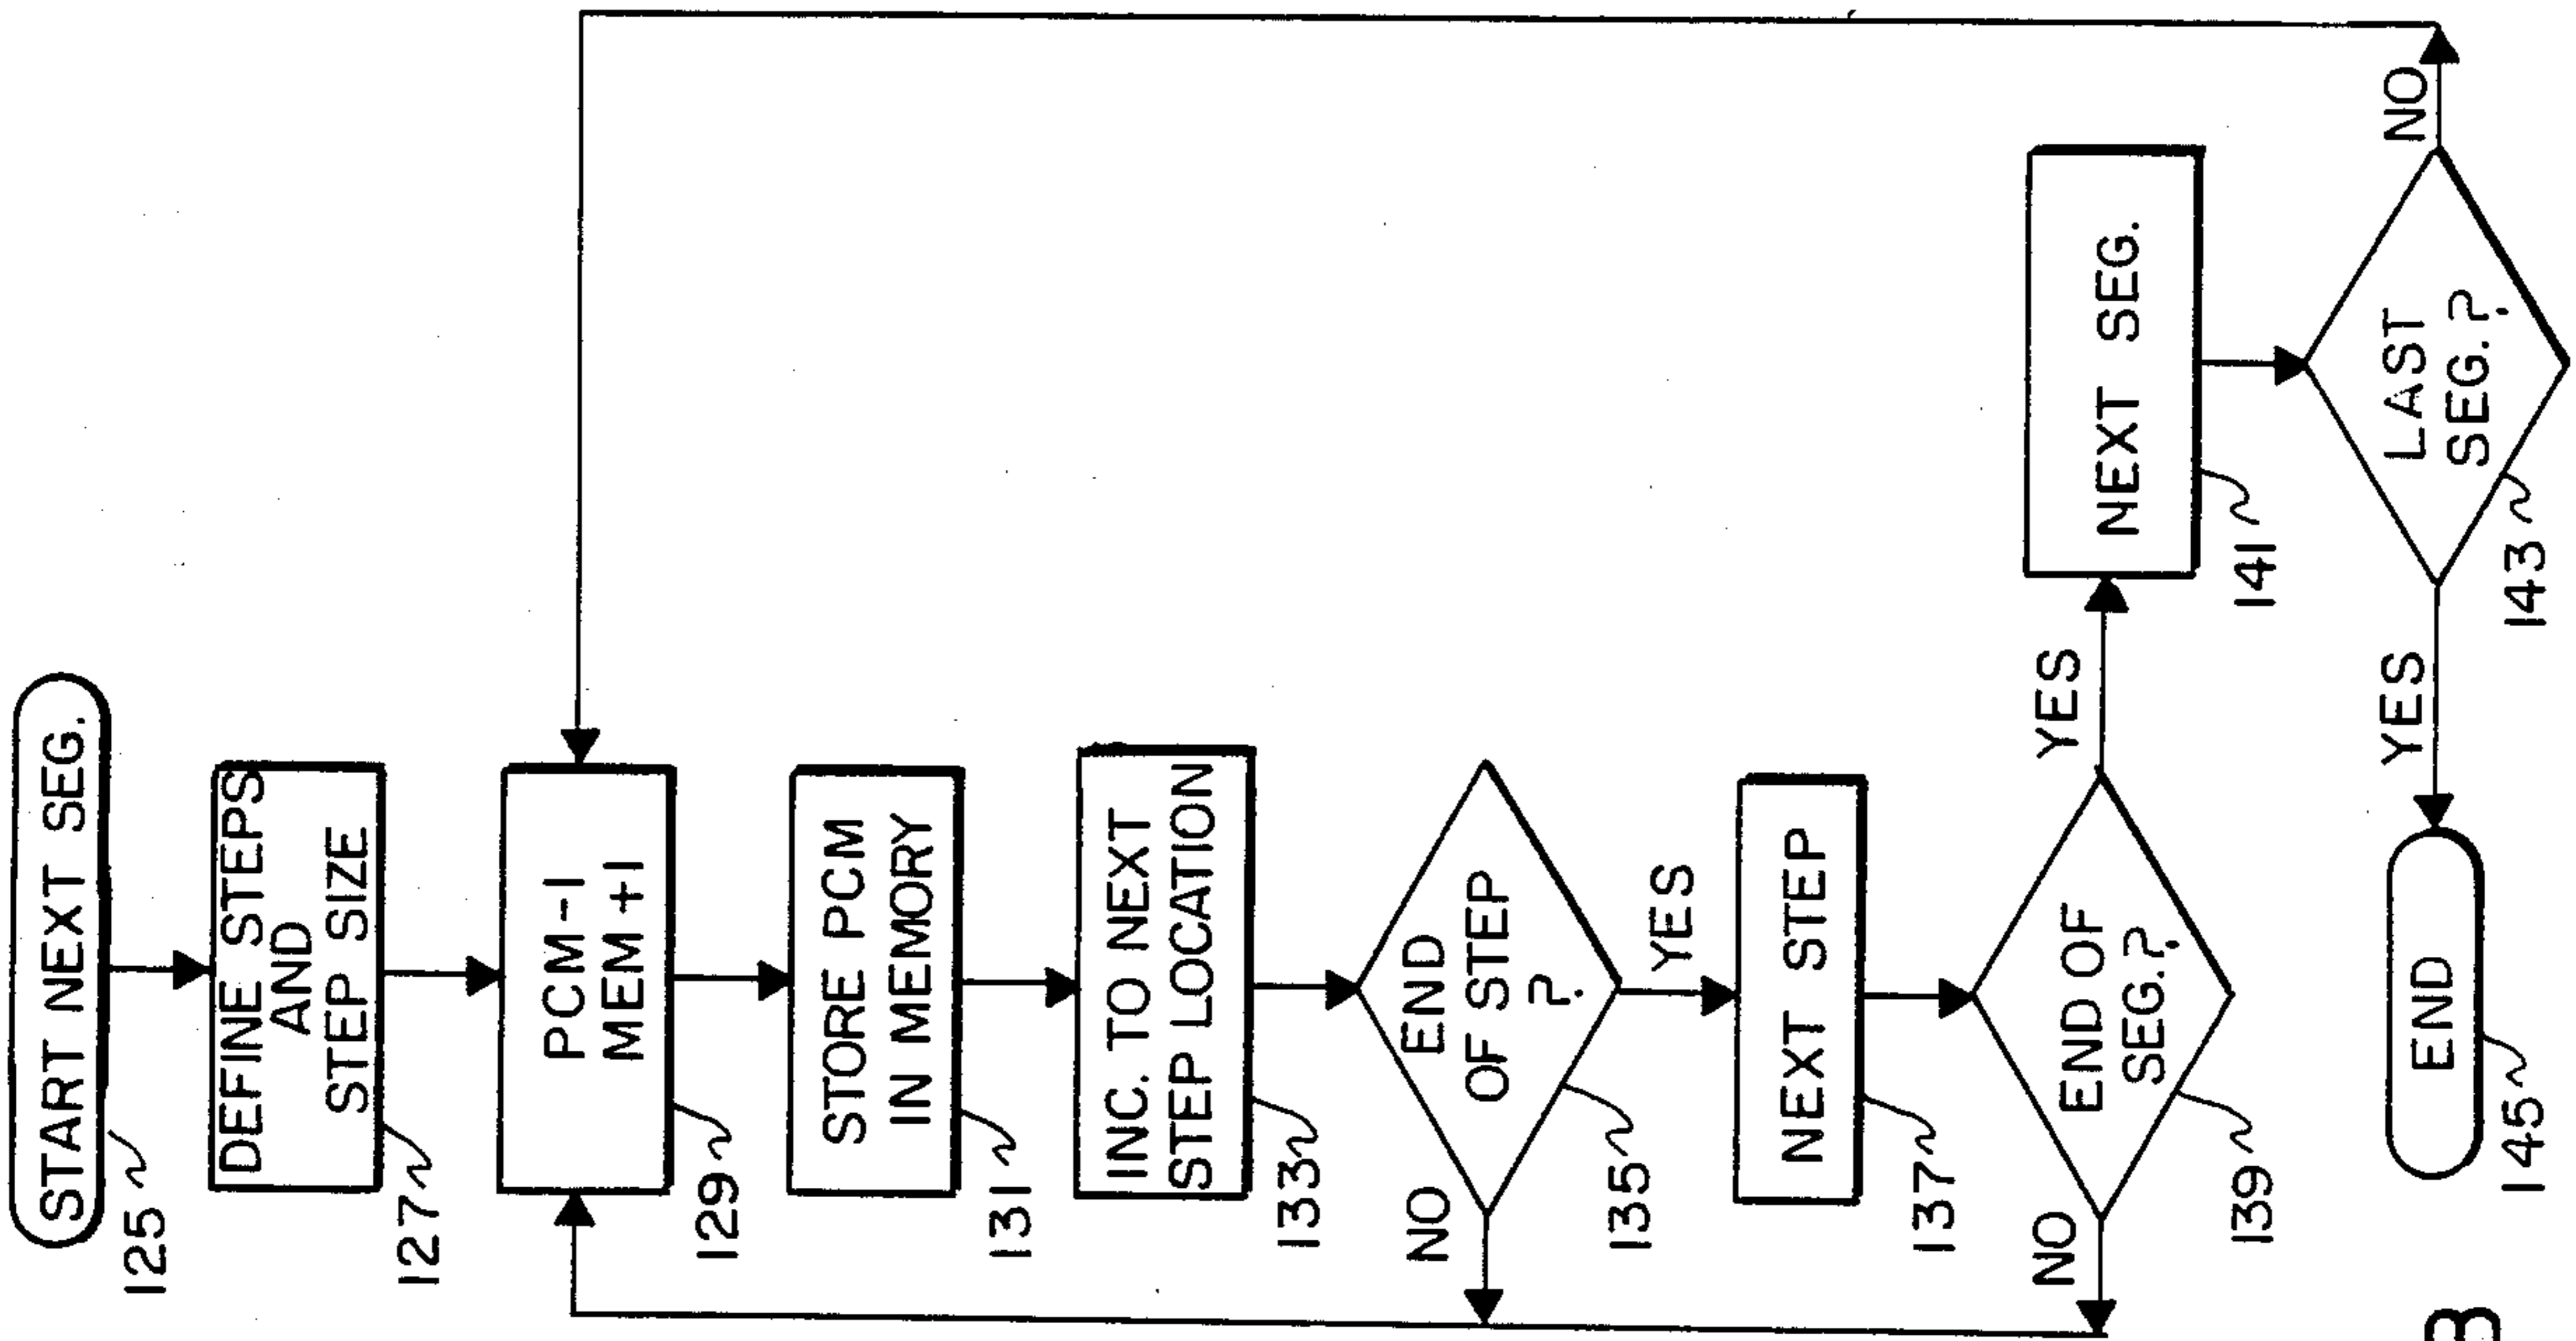 START NEXT SEG.
125
DEFINE STEPS
AND
STEP SIZE
127
PCM-1
MEM+1
129
STORE PCM
IN MEMORY
131
INC. TO NEXT
STEP LOCATION
133
END
OF STEP
?
135
NO
YES
NEXT STEP
137
END OF
SEG.?
139
NO
YES
NEXT SEG.
141
LAST
SEG.?
143
NO
YES
END
145